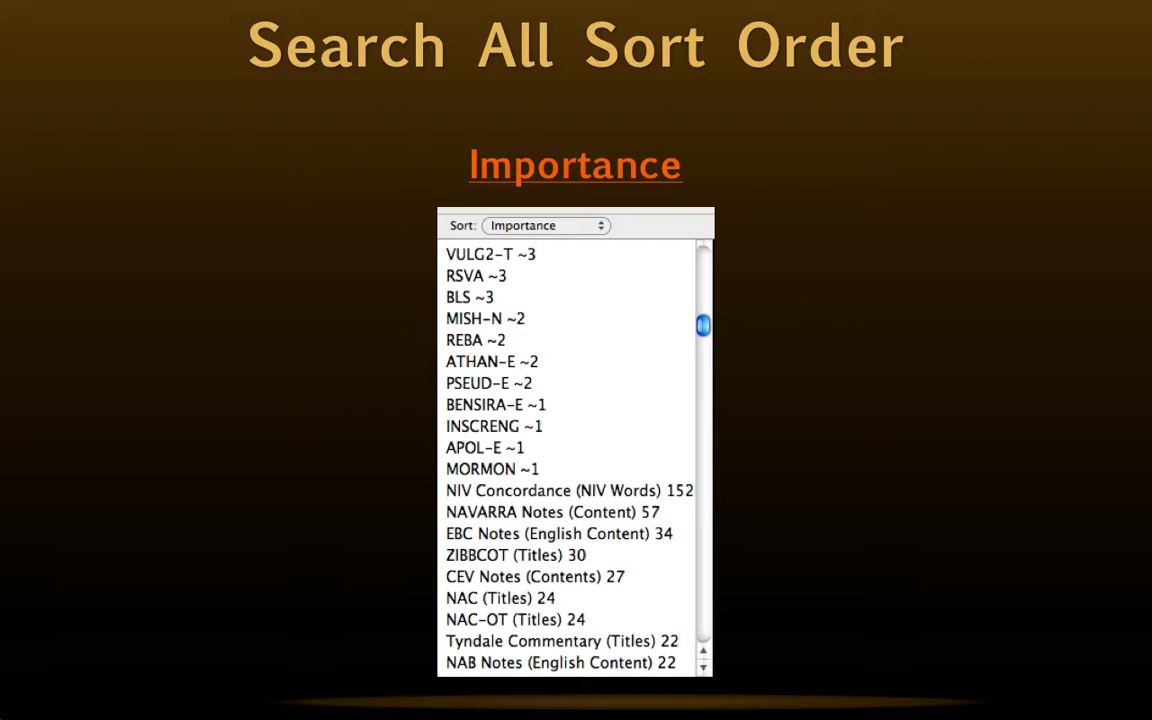 Search All Sort Order
Importance
Sort: Importance
VULG2-T ~3
RSVA ~3
BLS ~3
MISH-N ~2
REBA ~2
ATHAN-E ~2
PSEUD-E ~2
BENSIRA-E ~1
INSCRENG ~1
APOL-E ~1
MORMON ~1
NIV Concordance (NIV Words) 152
NAVARRA Notes (Content) 57
EBC Notes (English Content) 34
ZIBBCOT (Titles) 30
CEV Notes (Contents) 27
NAC (Titles) 24
NAC-OT (Titles) 24
Tyndale Commentary (Titles) 22
NAB Notes (English Content) 22